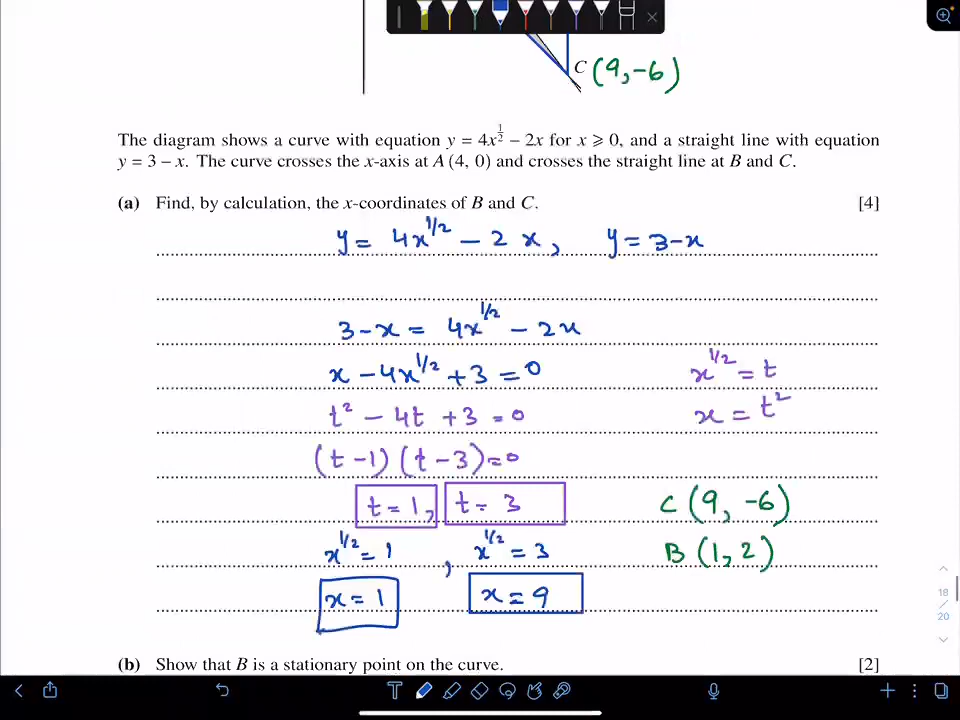 C (9, -6)
The diagram shows a curve with equation y = 4x^{1/2} − 2x for x ⩾ 0, and a straight line with equation
y = 3 − x. The curve crosses the x-axis at A (4, 0) and crosses the straight line at B and C.
(a) Find, by calculation, the x-coordinates of B and C. [4]
y = 4x^{1/2} − 2x, y = 3−x
3−x = 4x^{1/2} − 2x
x − 4x^{1/2} + 3 = 0 x^{1/2} = t
t² − 4t + 3 = 0 x = t²
(t −1) (t −3) = 0
t = 1, t = 3 C (9, −6)
x^{1/2} = 1 , x^{1/2} = 3 B (1, 2)
x = 1 x = 9
18
/
20
(b) Show that B is a stationary point on the curve. [2]